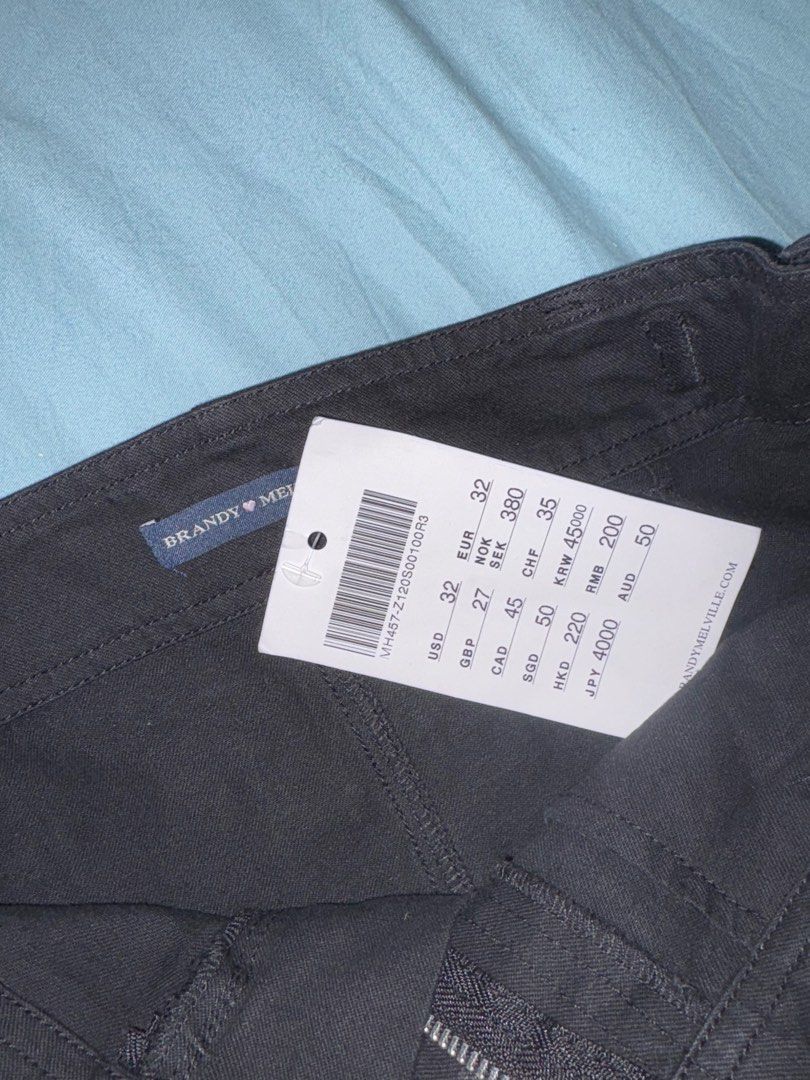 BRANDY MEL
MH457-Z120S00100R3
USD 32
EUR 32
GBP 27
NOK
SEK 380
CAD 45
CHF 35
SGD 50
KRW 45000
HKD 220
RMB 200
JPY 4000
AUD 50
RANDYMELVILLE.COM